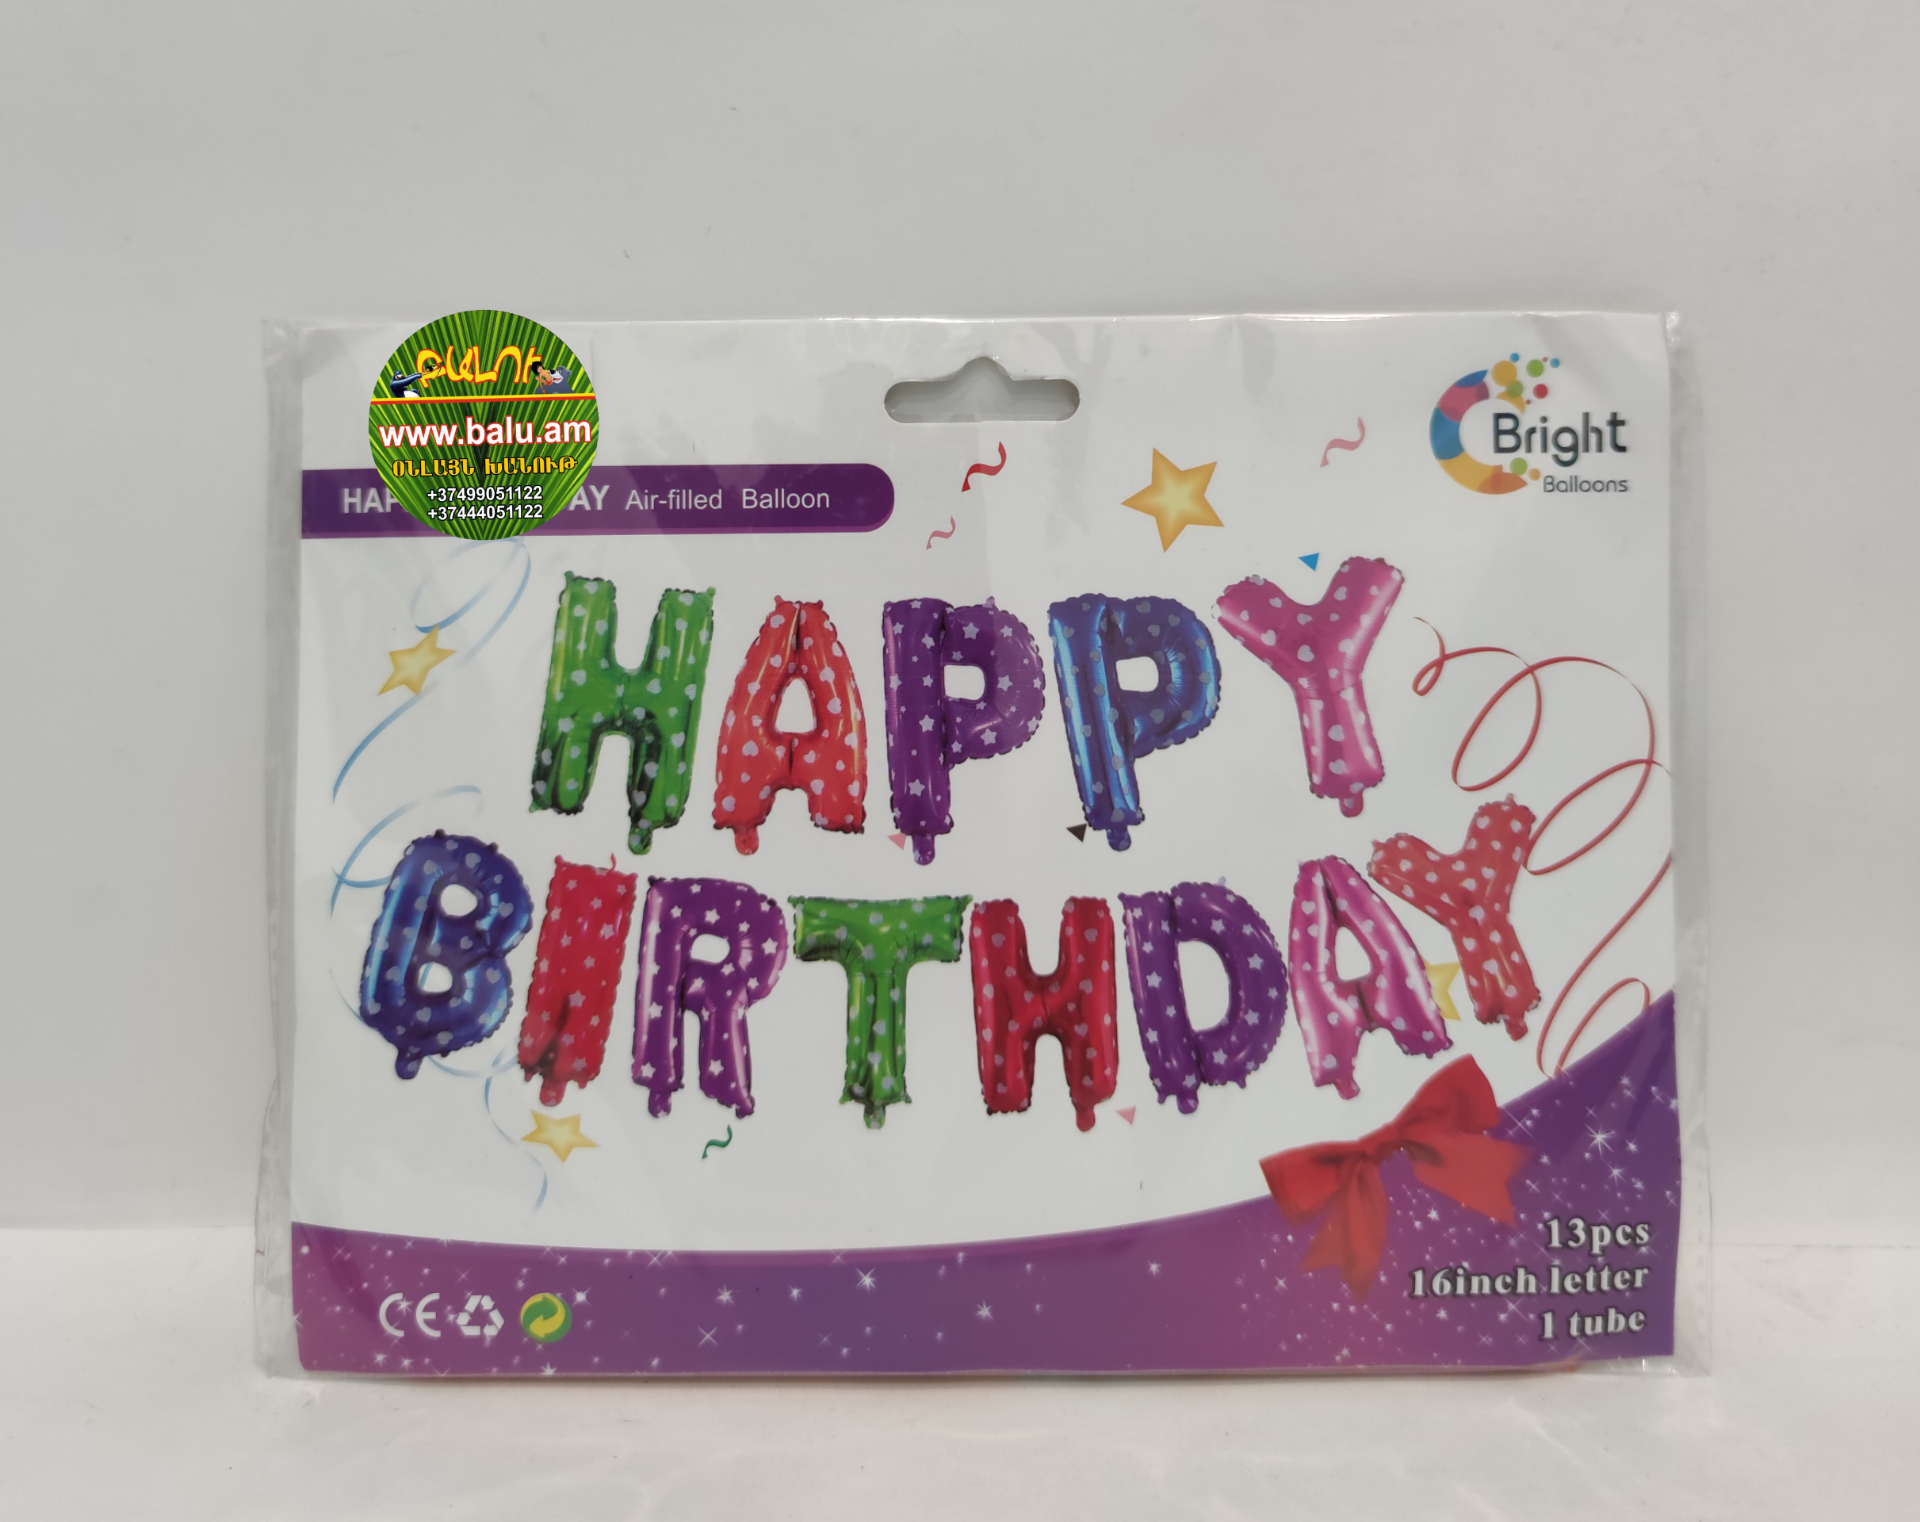 ԲԱԼՈՒ
www.balu.am
ՕՆԼԱՅՆ ԽԱՆՈՒԹ
+37499051122
+37444051122
HAP AY Air-filled Balloon
Bright
Balloons
HAPPY
BIRTHDAY
13pcs
16inch letter
1 tube
CE